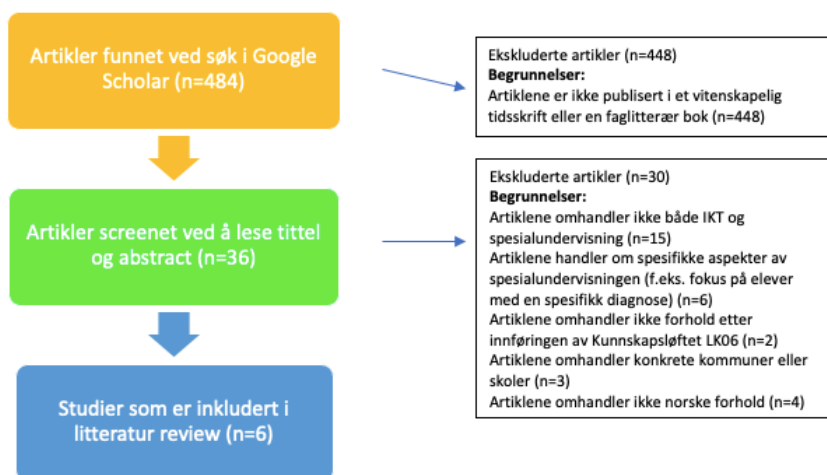 Artikler funnet ved søk i Google
Scholar (n=484)
Ekskluderte artikler (n=448)
Begrunnelser:
Artiklene er ikke publisert i et vitenskapelig
tidsskrift eller en faglitterær bok (n=448)
Artikler screenet ved å lese tittel
og abstract (n=36)
Ekskluderte artikler (n=30)
Begrunnelser:
Artiklene omhandler ikke både IKT og
spesialundervisning (n=15)
Artiklene handler om spesifikke aspekter av
spesialundervisningen (f.eks. fokus på elever
med en spesifikk diagnose) (n=6)
Artiklene omhandler ikke forhold etter
innføringen av Kunnskapsløftet LK06 (n=2)
Artiklene omhandler konkrete kommuner eller
skoler (n=3)
Artiklene omhandler ikke norske forhold (n=4)
Studier som er inkludert i
litteratur review (n=6)